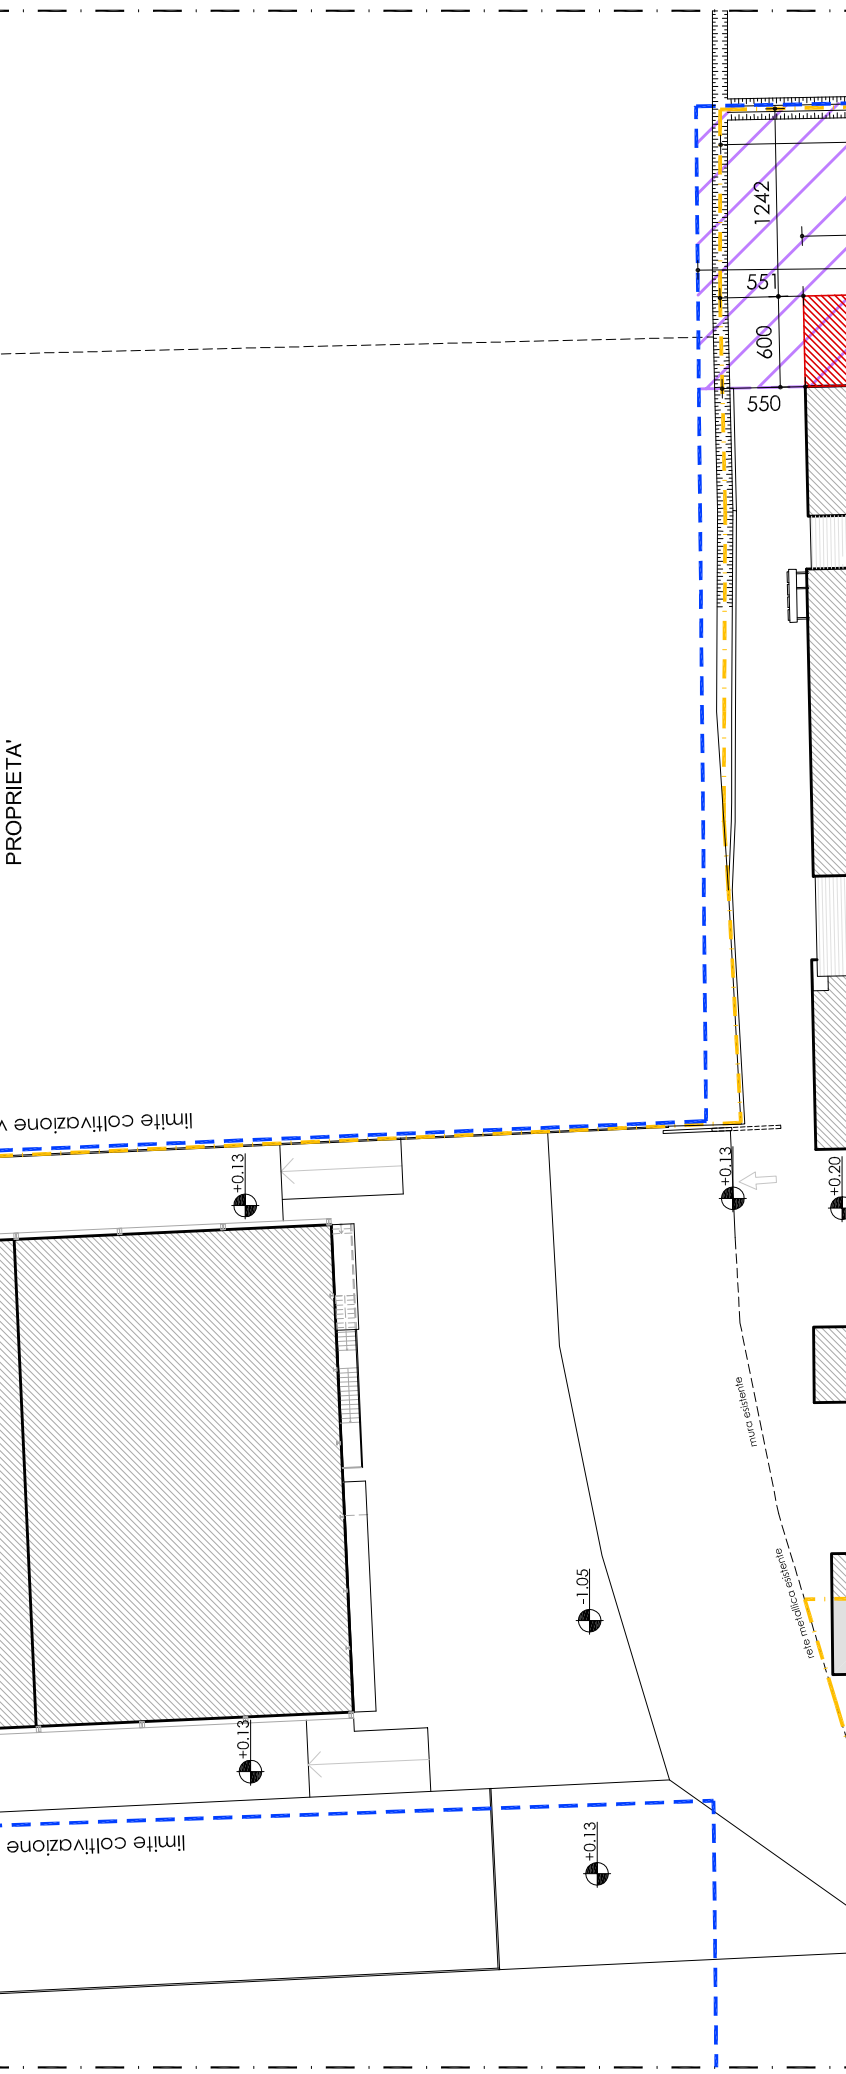 1242
551
600
550
PROPRIETA'
limite coltivazione v
+0.13
+0.13
+0.20
mura esistente
rete metallica esistente
-1.05
+0.13
limite coltivazione
+0.13